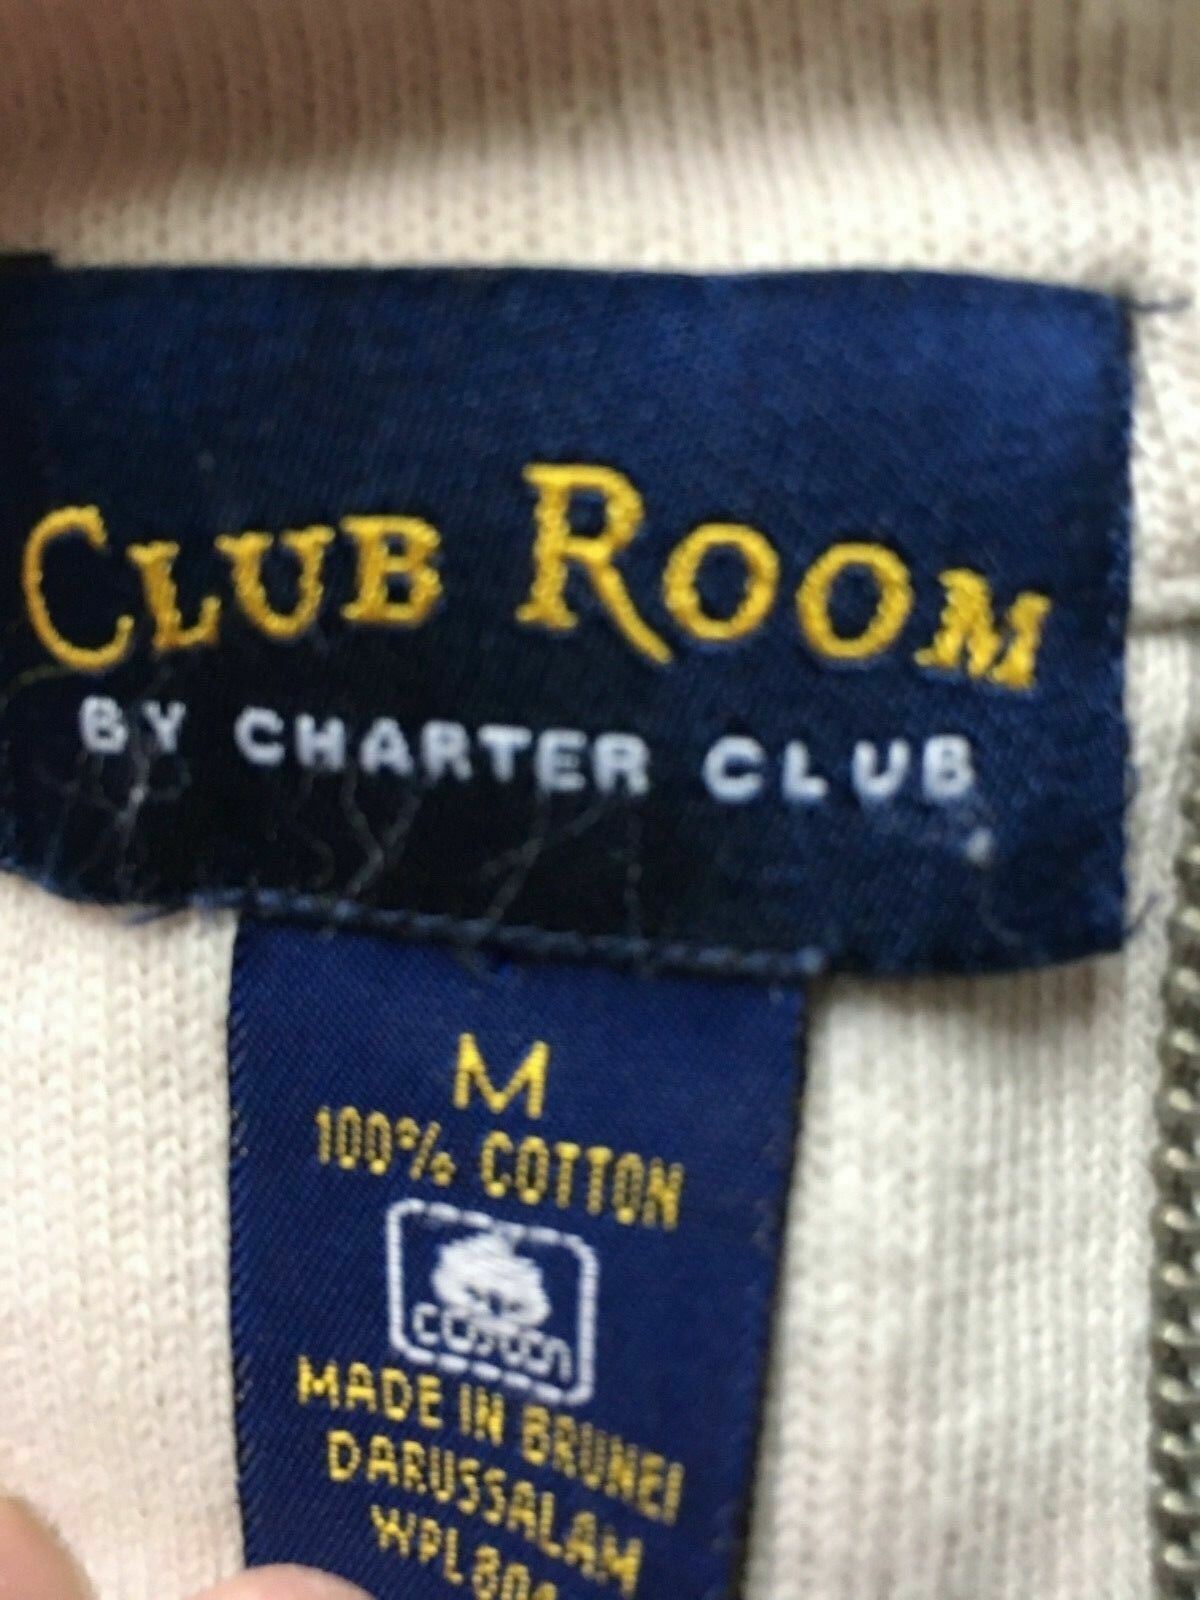 CLUB ROOM
BY CHARTER CLUB
M
100% COTTON
cotton
MADE IN BRUNEI
DARUSSALAM